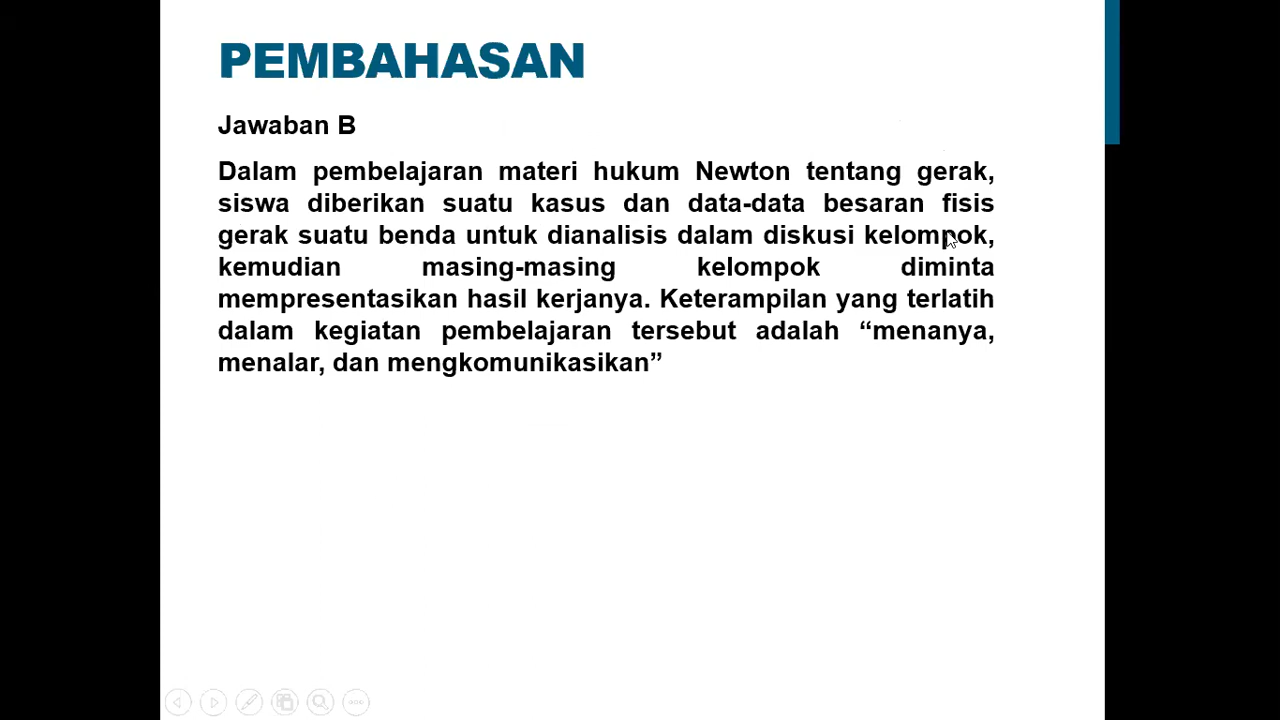 PEMBAHASAN
Jawaban B
Dalam pembelajaran materi hukum Newton tentang gerak,
siswa diberikan suatu kasus dan data-data besaran fisis
gerak suatu benda untuk dianalisis dalam diskusi kelompok,
kemudian masing-masing kelompok diminta
mempresentasikan hasil kerjanya. Keterampilan yang terlatih
dalam kegiatan pembelajaran tersebut adalah “menanya,
menalar, dan mengkomunikasikan”